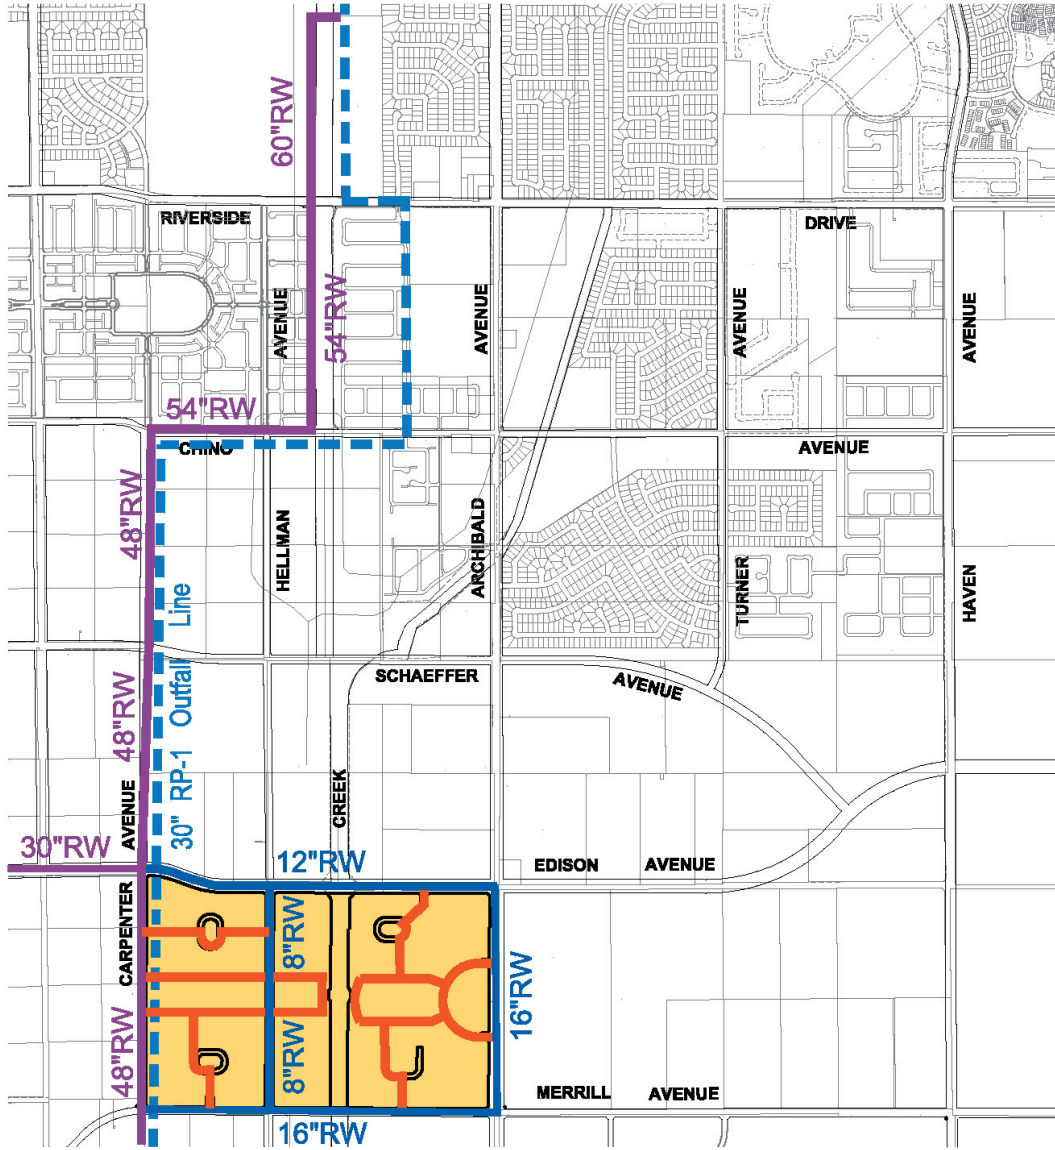 60"RW
RIVERSIDE
DRIVE
AVENUE
54"RW
AVENUE
AVENUE
AVENUE
54"RW
CHINO
AVENUE
48"RW
HELLMAN
ARCHIBALD
TURNER
HAVEN
30" RP-1 Outfall Line
SCHAEFFER
AVENUE
48"RW
AVENUE
CREEK
30"RW
12"RW
EDISON AVENUE
CARPENTER
8"RW
16"RW
48"RW
8"RW
MERRILL AVENUE
16"RW